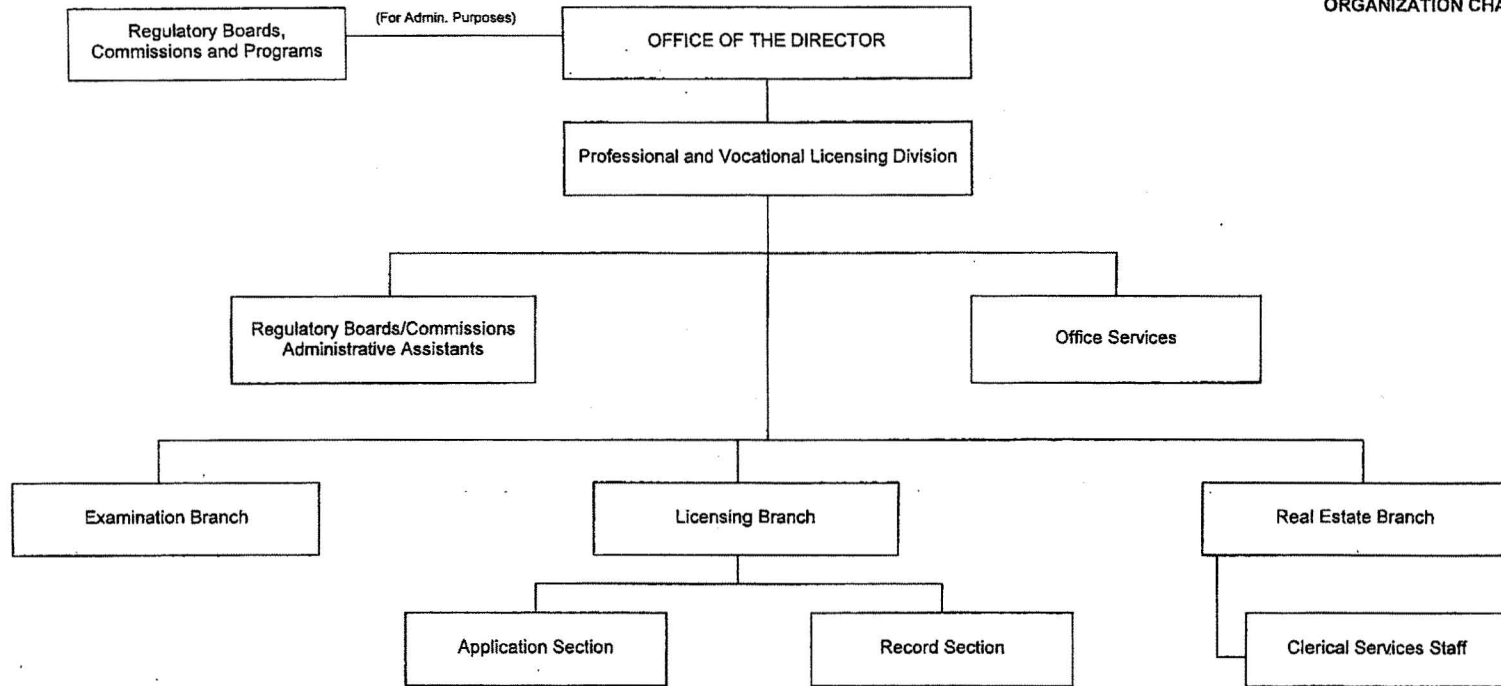 ORGANIZATION CHA
Regulatory Boards,
Commissions and Programs
(For Admin. Purposes)
OFFICE OF THE DIRECTOR
Professional and Vocational Licensing Division
Regulatory Boards/Commissions
Administrative Assistants
Office Services
Examination Branch
Licensing Branch
Real Estate Branch
Application Section
Record Section
Clerical Services Staff